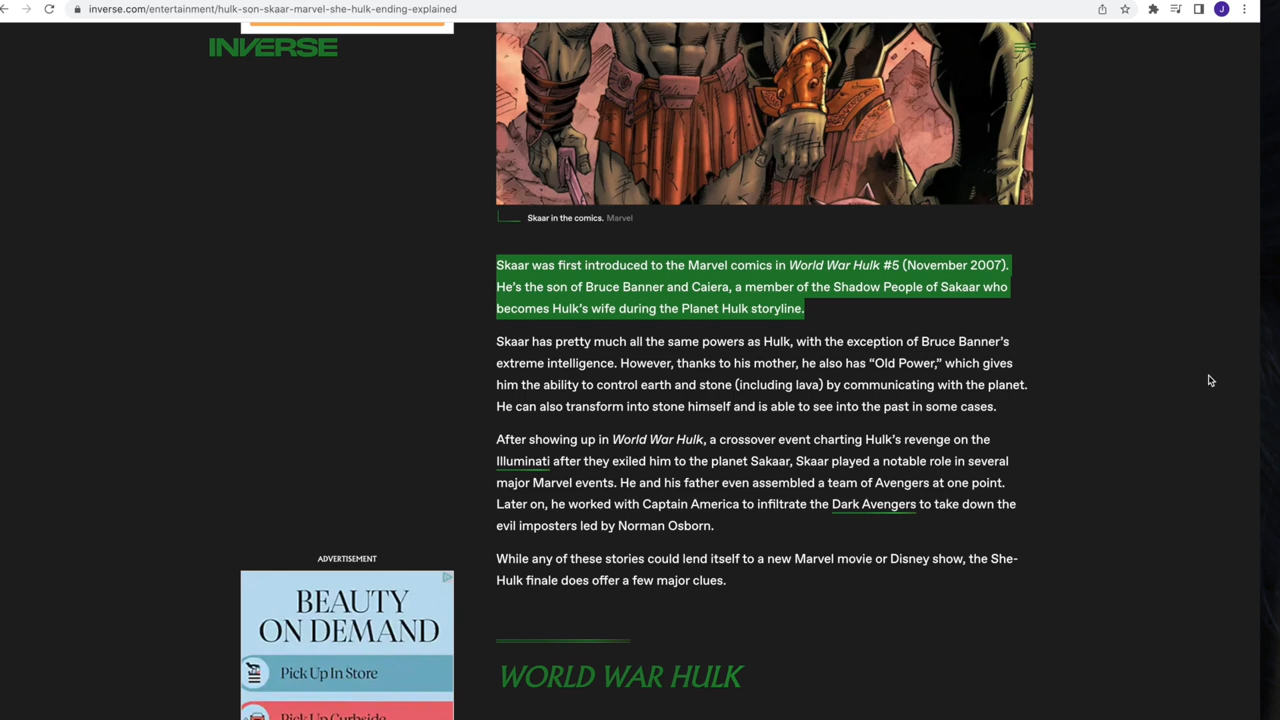 inverse.com/entertainment/hulk-son-skaar-marvel-she-hulk-ending-explained
J
INVERSE
Skaar in the comics. Marvel
Skaar was first introduced to the Marvel comics in World War Hulk #5 (November 2007).
He's the son of Bruce Banner and Caiera, a member of the Shadow People of Sakaar who
becomes Hulk's wife during the Planet Hulk storyline.
Skaar has pretty much all the same powers as Hulk, with the exception of Bruce Banner's
extreme intelligence. However, thanks to his mother, he also has “Old Power,” which gives
him the ability to control earth and stone (including lava) by communicating with the planet.
He can also transform into stone himself and is able to see into the past in some cases.
After showing up in World War Hulk, a crossover event charting Hulk's revenge on the
Illuminati after they exiled him to the planet Sakaar, Skaar played a notable role in several
major Marvel events. He and his father even assembled a team of Avengers at one point.
Later on, he worked with Captain America to infiltrate the Dark Avengers to take down the
evil imposters led by Norman Osborn.
While any of these stories could lend itself to a new Marvel movie or Disney show, the She-
Hulk finale does offer a few major clues.
ADVERTISEMENT
BEAUTY
ON DEMAND
Pick Up In Store
Pick Up Curbside
WORLD WAR HULK